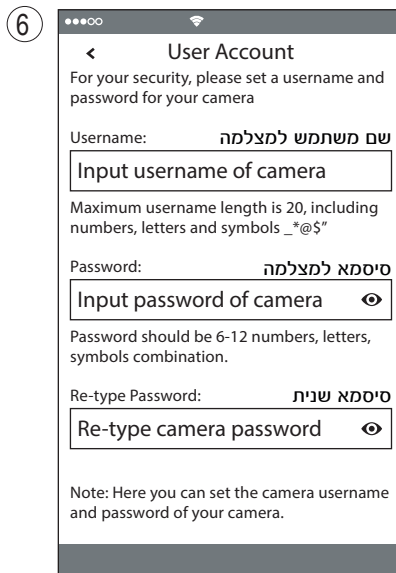 6
User Account
For your security, please set a username and
password for your camera
Username: שם משתמש למצלמה
Input username of camera
Maximum username length is 20, including
numbers, letters and symbols _*@$"
Password: סיסמא למצלמה
Input password of camera
Password should be 6-12 numbers, letters,
symbols combination.
Re-type Password: סיסמא שנית
Re-type camera password
Note: Here you can set the camera username
and password of your camera.